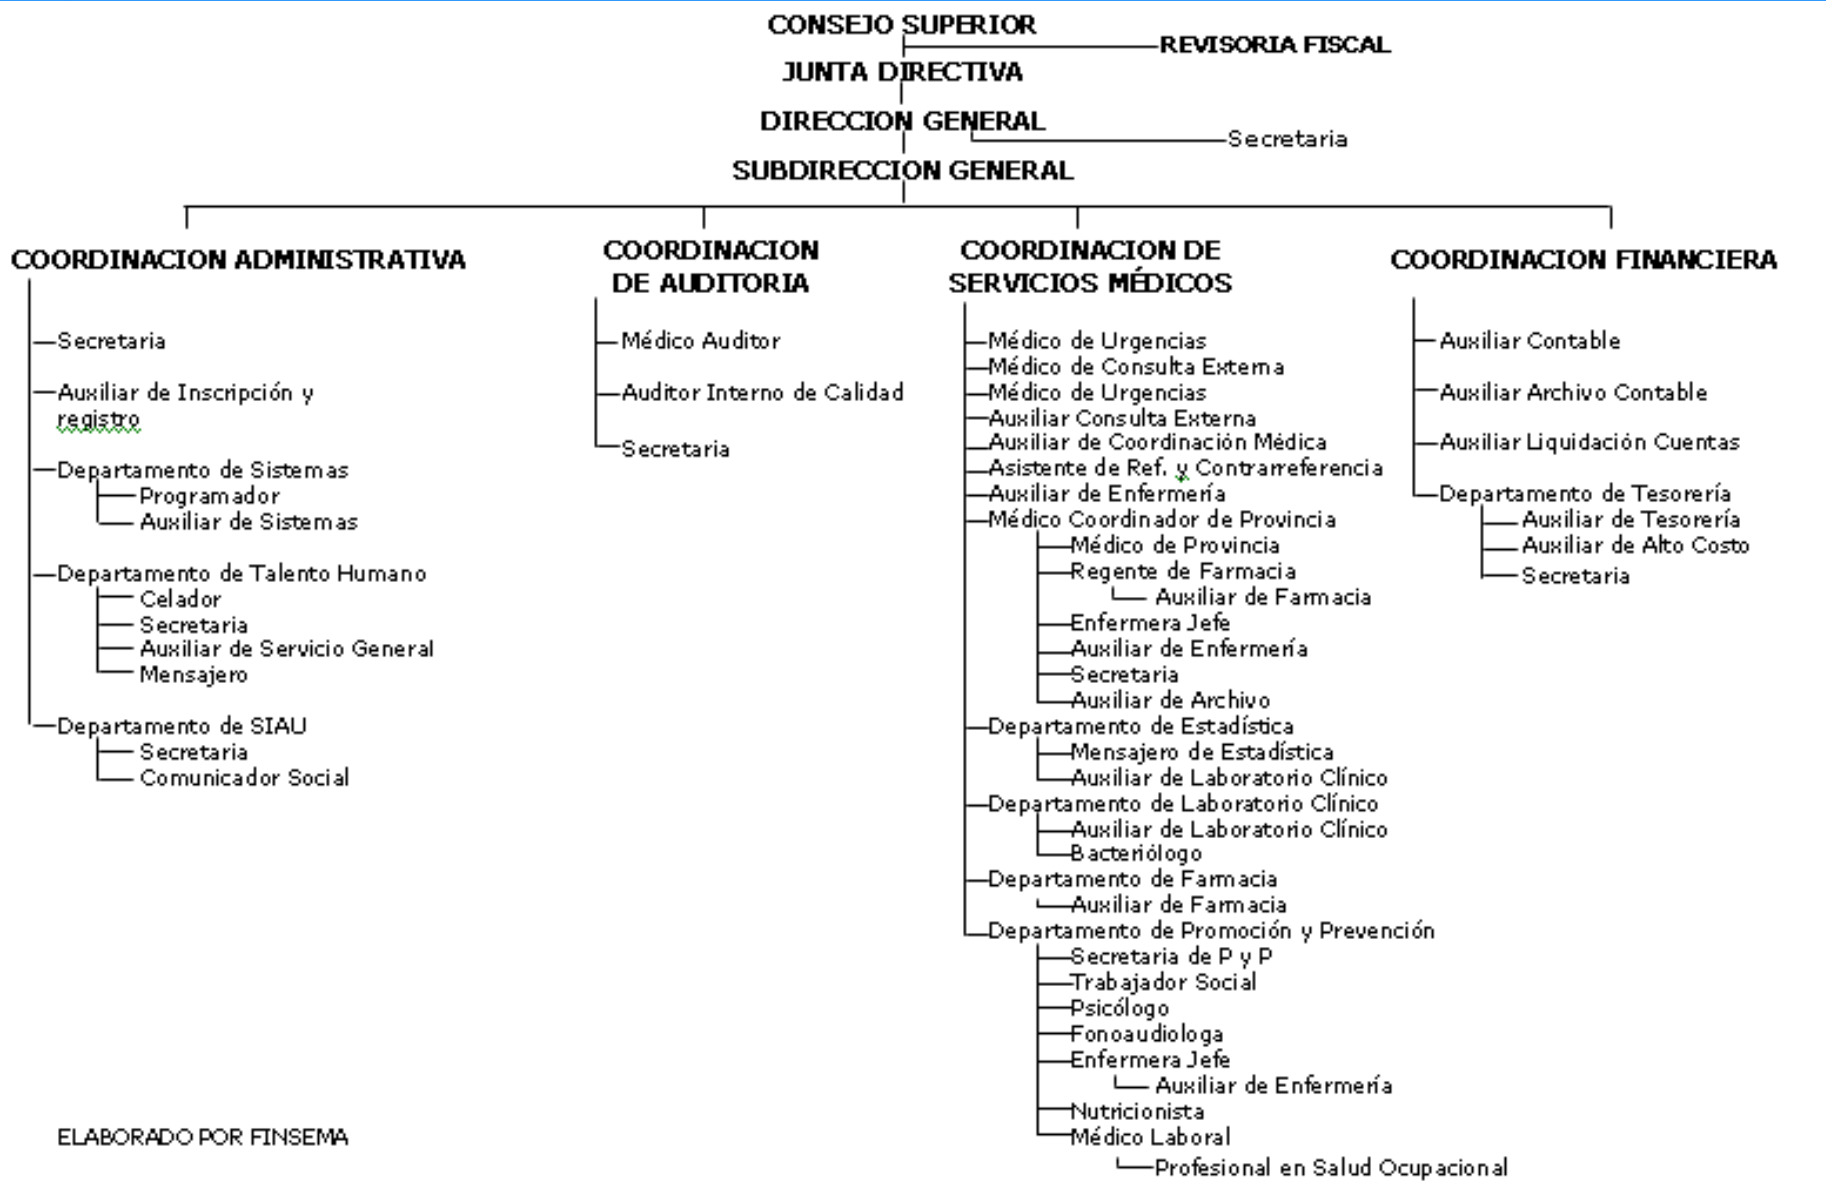 CONSEJO SUPERIOR
REVISORIA FISCAL
JUNTA DIRECTIVA
DIRECCION GENERAL
Secretaria
SUBDIRECCION GENERAL
COORDINACION ADMINISTRATIVA
Secretaria
Auxiliar de Inscripción y
registro
Departamento de Sistemas
Programador
Auxiliar de Sistemas
Departamento de Talento Humano
Celador
Secretaria
Auxiliar de Servicio General
Mensajero
Departamento de SIAU
Secretaria
Comunicador Social
COORDINACION
DE AUDITORIA
Médico Auditor
Auditor Interno de Calidad
Secretaria
COORDINACION DE
SERVICIOS MÉDICOS
Médico de Urgencias
Médico de Consulta Externa
Médico de Urgencias
Auxiliar Consulta Externa
Auxiliar de Coordinación Médica
Asistente de Ref. y Contrarreferencia
Auxiliar de Enfermería
Médico Coordinador de Provincia
Médico de Provincia
Regente de Farmacia
Auxiliar de Farmacia
Enfermera Jefe
Auxiliar de Enfermería
Secretaria
Auxiliar de Archivo
Departamento de Estadística
Mensajero de Estadística
Auxiliar de Laboratorio Clínico
Departamento de Laboratorio Clínico
Auxiliar de Laboratorio Clínico
Bacteriólogo
Departamento de Farmacia
Auxiliar de Farmacia
Departamento de Promoción y Prevención
Secretaria de P y P
Trabajador Social
Psicólogo
Fonoaudiologa
Enfermera Jefe
Auxiliar de Enfermería
Nutricionista
Médico Laboral
Profesional en Salud Ocupacional
COORDINACION FINANCIERA
Auxiliar Contable
Auxiliar Archivo Contable
Auxiliar Liquidación Cuentas
Departamento de Tesorería
Auxiliar de Tesorería
Auxiliar de Alto Costo
Secretaria
ELABORADO POR FINSEMA